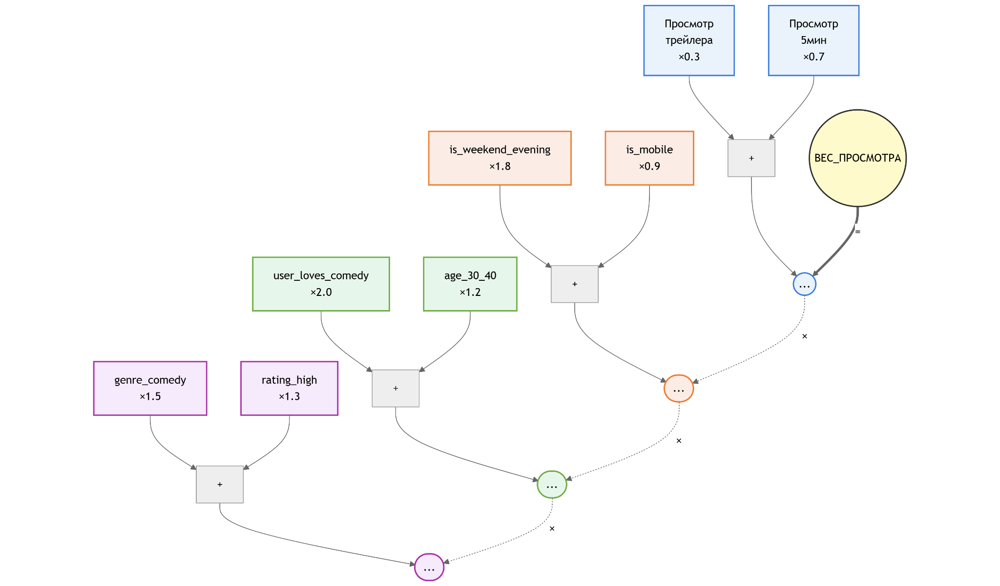 Просмотр
трейлера
×0.3
Просмотр
5мин
×0.7
is_weekend_evening
×1.8
is_mobile
×0.9
+
ВЕС_ПРОСМОТРА
=
user_loves_comedy
×2.0
age_30_40
×1.2
+
...
×
genre_comedy
×1.5
rating_high
×1.3
+
...
×
+
...
×
...